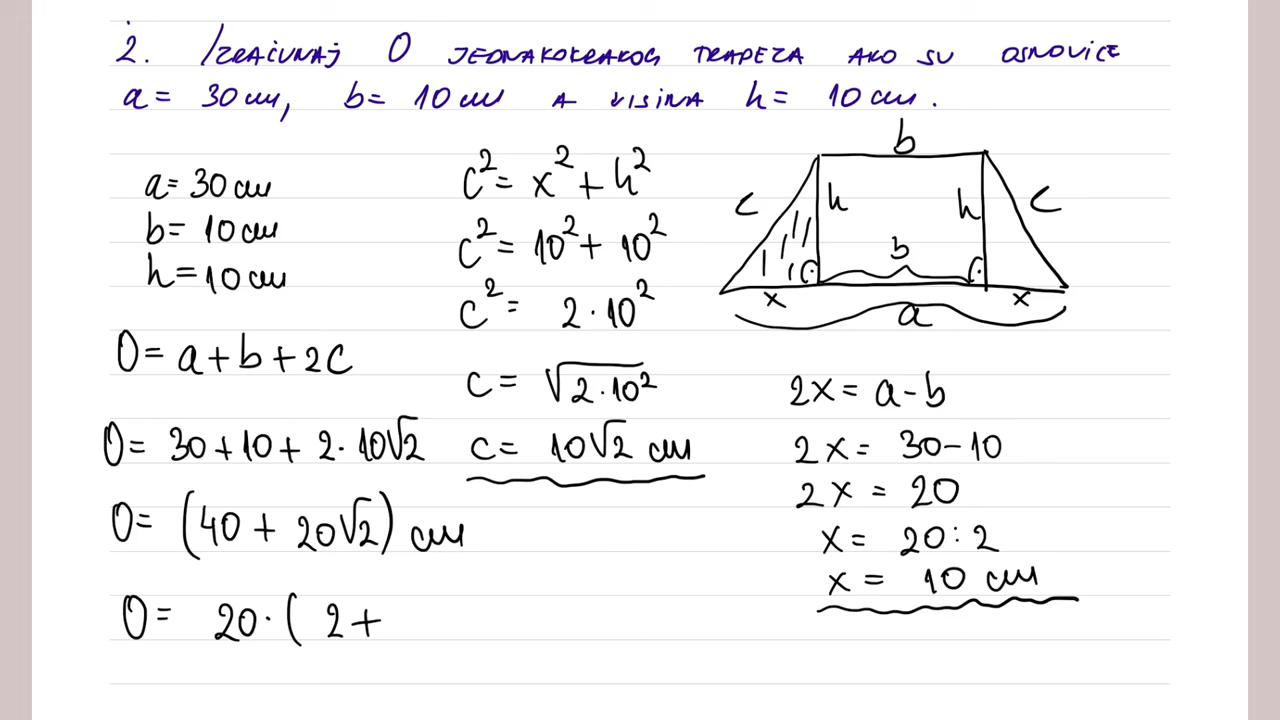 2. IZRAČUNAJ O JEDNAKOKRAKOG TRAPEZA AKO SU OSNOVICE
a = 30 cm, b = 10 cm A VISINA h = 10 cm.
a = 30 cm
b = 10 cm
h = 10 cm
O = a + b + 2c
O = 30 + 10 + 2 · 10√2
O = (40 + 20√2) cm
O = 20 · ( 2 +
c² = x² + h²
c² = 10² + 10²
c² = 2 · 10²
c = √2 · 10²
c = 10√2 cm
b
c h h c
b
x x
a
2x = a - b
2x = 30 - 10
2x = 20
x = 20 : 2
x = 10 cm